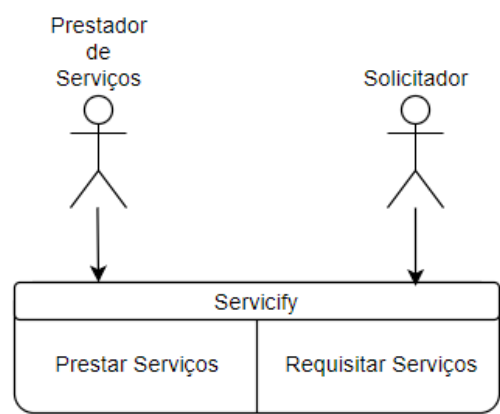 Prestador
de
Serviços
Solicitador
Servicify
Prestar Serviços
Requisitar Serviços